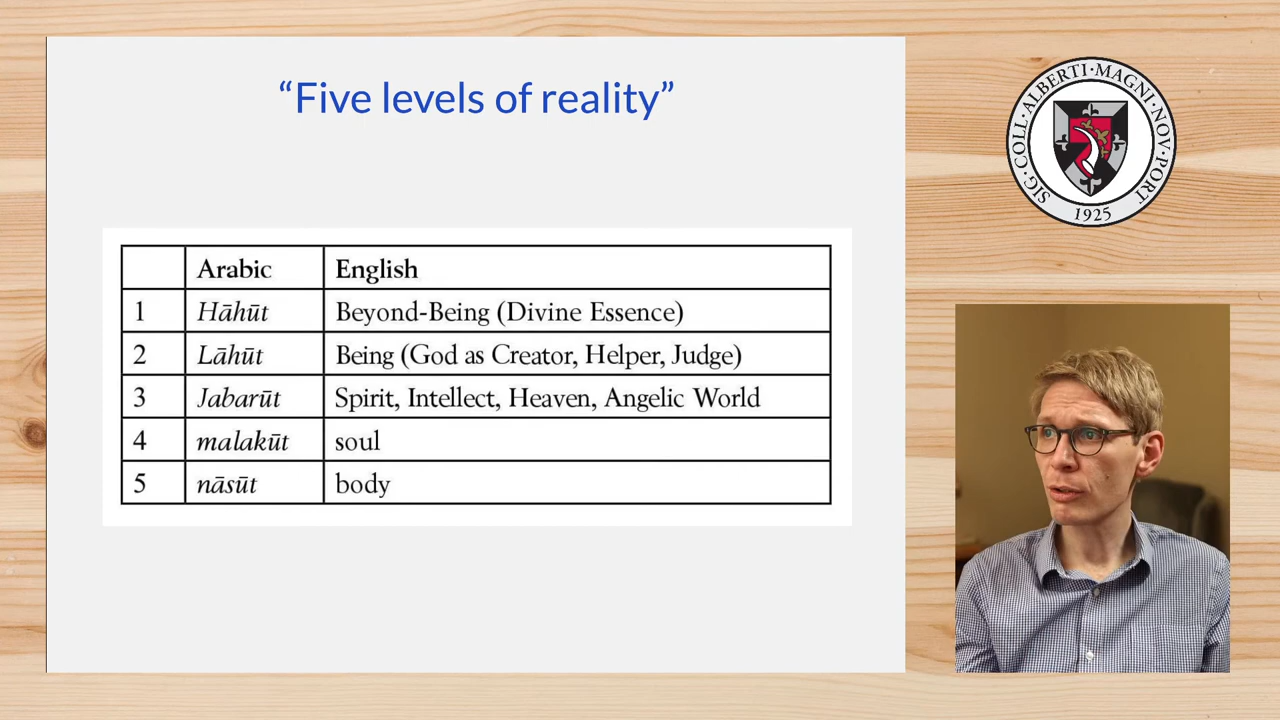 “Five levels of reality”
Arabic English
1 Hāhūt Beyond-Being (Divine Essence)
2 Lāhūt Being (God as Creator, Helper, Judge)
3 Jabarūt Spirit, Intellect, Heaven, Angelic World
4 malakūt soul
5 nāsūt body
SIG·COLL·ALBERTI·MAGNI·NOV·PORT
1925